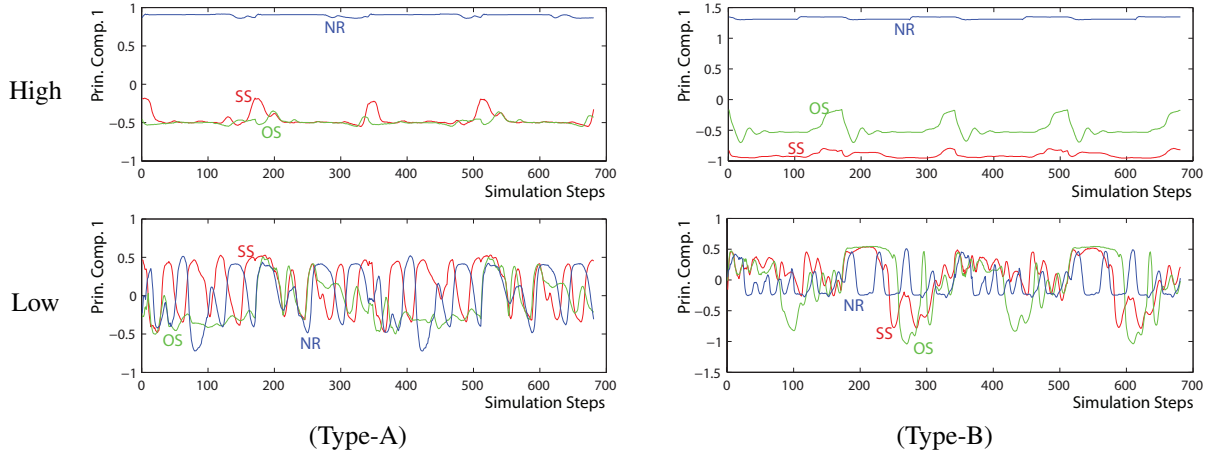 High
Prin. Comp. 1
1
0.5
0
−0.5
−1
NR
SS
OS
0 100 200 300 400 500 600 700
Simulation Steps
Prin. Comp. 1
1.5
1
1.5
0
−0.5
−1
NR
OS
SS
0 100 200 300 400 500 600 700
Simulation Steps
Low
Prin. Comp. 1
1
0.5
0
−0.5
−1
SS
OS
NR
0 100 200 300 400 500 600 700
Simulation Steps
Prin. Comp. 1
1
0.5
0
−0.5
−1
−1.5
NR
SS
OS
0 100 200 300 400 500 600 700
Simulation Steps
(Type-A)
(Type-B)